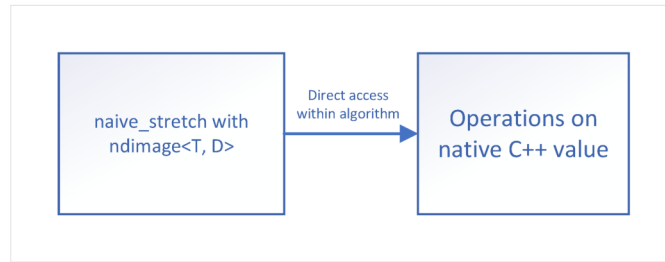 naive_stretch with
ndimage<T, D>
Direct access
within algorithm
Operations on
native C++ value